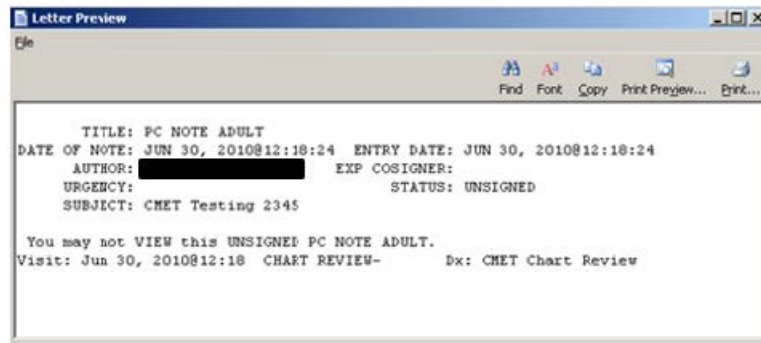 Letter Preview
File
Find Font Copy Print Preview... Print...
TITLE: PC NOTE ADULT
DATE OF NOTE: JUN 30, 2010@12:18:24 ENTRY DATE: JUN 30, 2010@12:18:24
AUTHOR: EXP COSIGNER:
URGENCY: STATUS: UNSIGNED
SUBJECT: CMET Testing 2345
You may not VIEW this UNSIGNED PC NOTE ADULT.
Visit: Jun 30, 2010@12:18 CHART REVIEW- Dx: CMET Chart Review